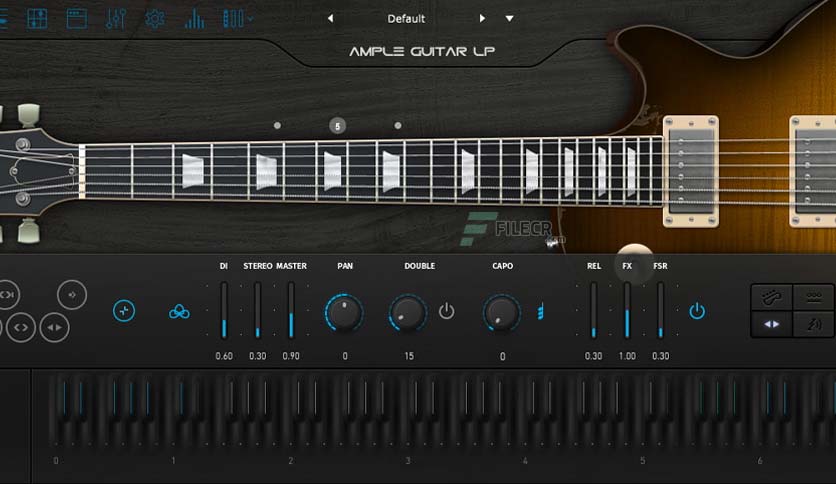 Default
AMPLE GUITAR LP
5
FILECR
DI STEREO MASTER PAN DOUBLE CAPO REL FX FSR
0.60 0.30 0.90 0 15 0 0.30 1.00 0.30
0 1 2 3 4 5 6